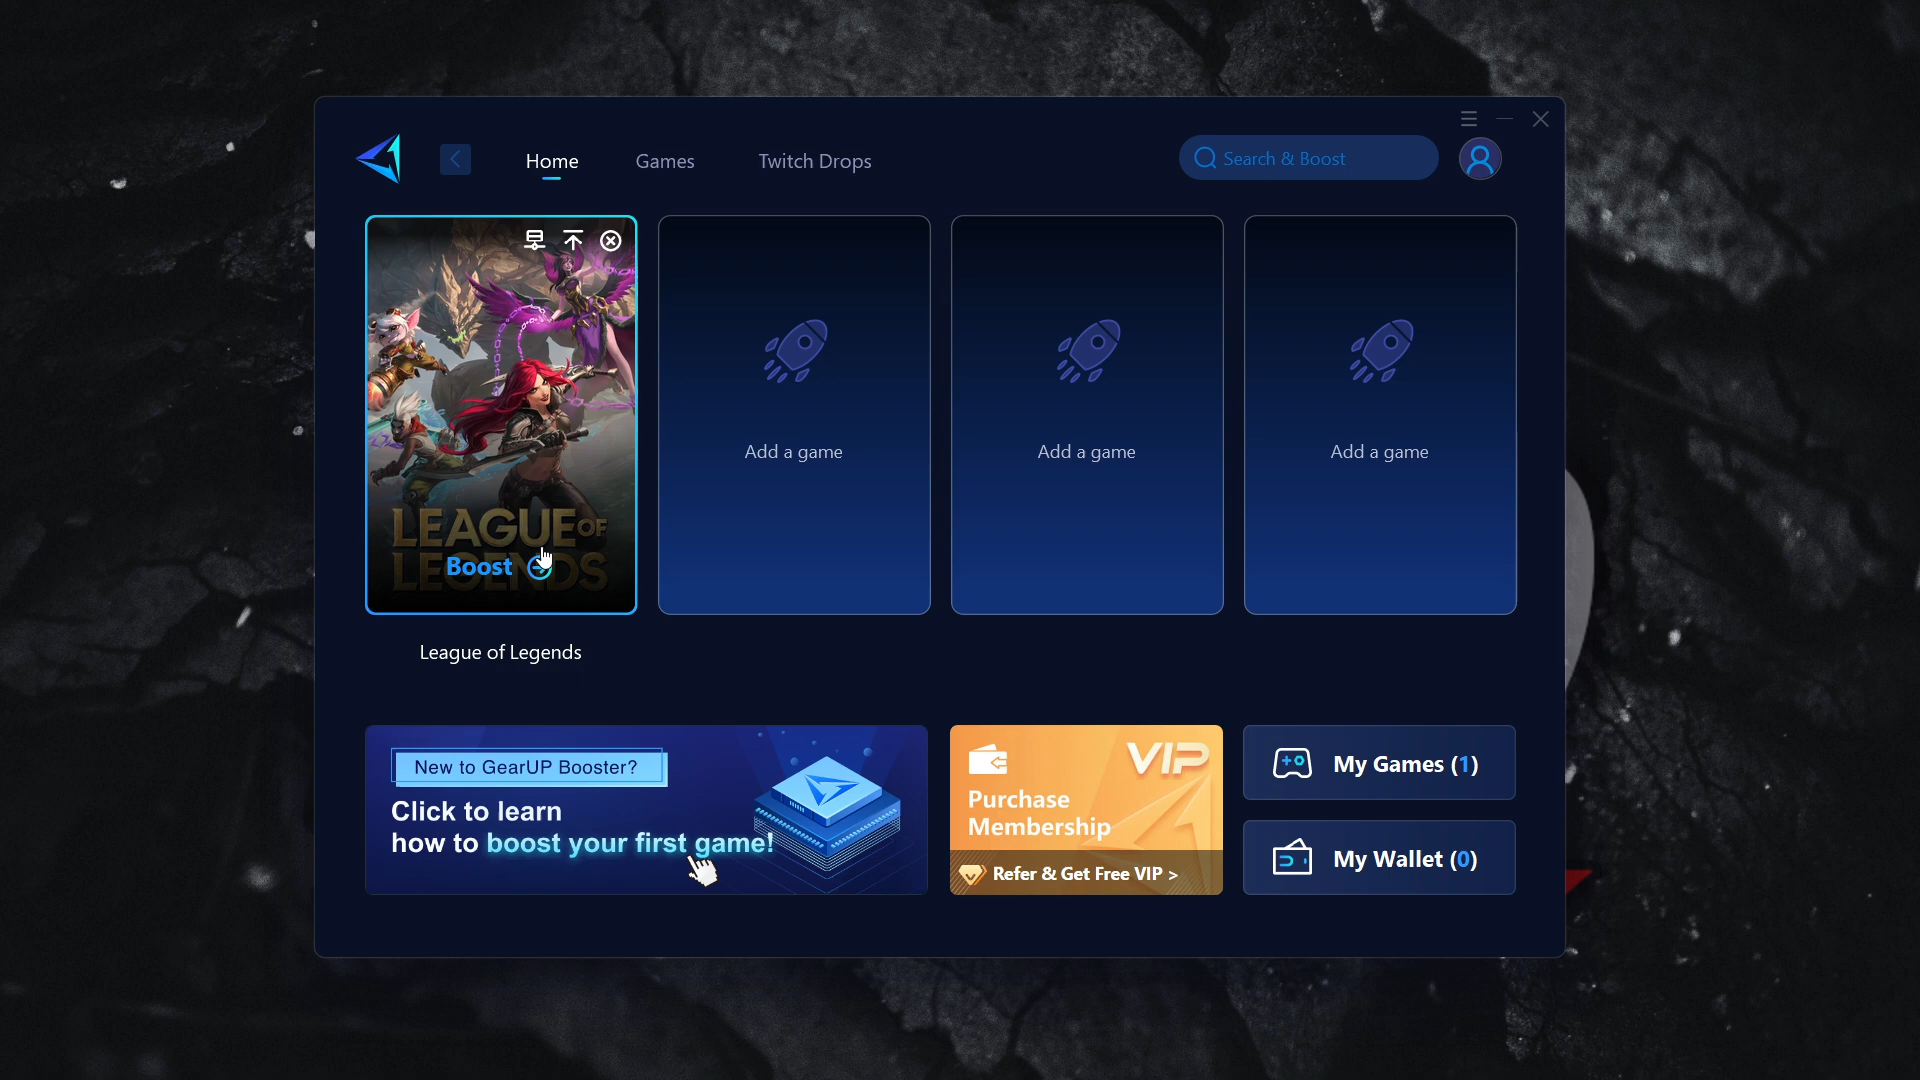 Home
Games
Twitch Drops
Search & Boost
LEAGUE OF
LEGENDS
Boost
Add a game
Add a game
Add a game
League of Legends
New to GearUP Booster?
Click to learn
how to boost your first game!
VIP
Purchase
Membership
Refer & Get Free VIP >
My Games (1)
My Wallet (0)